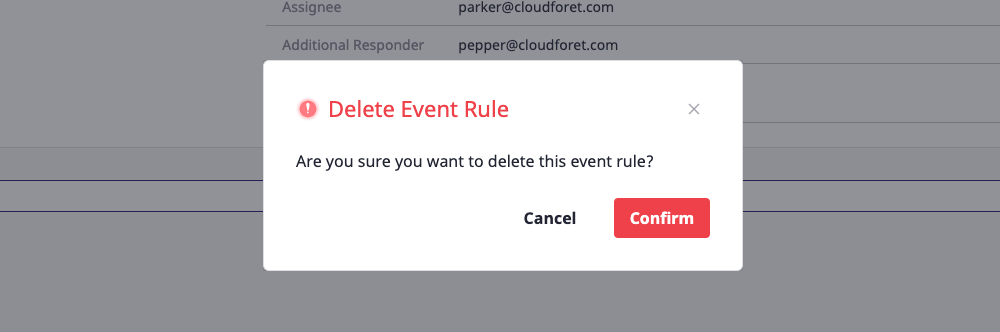 Assignee parker@cloudforet.com
Additional Responder pepper@cloudforet.com
Delete Event Rule
Are you sure you want to delete this event rule?
Cancel Confirm